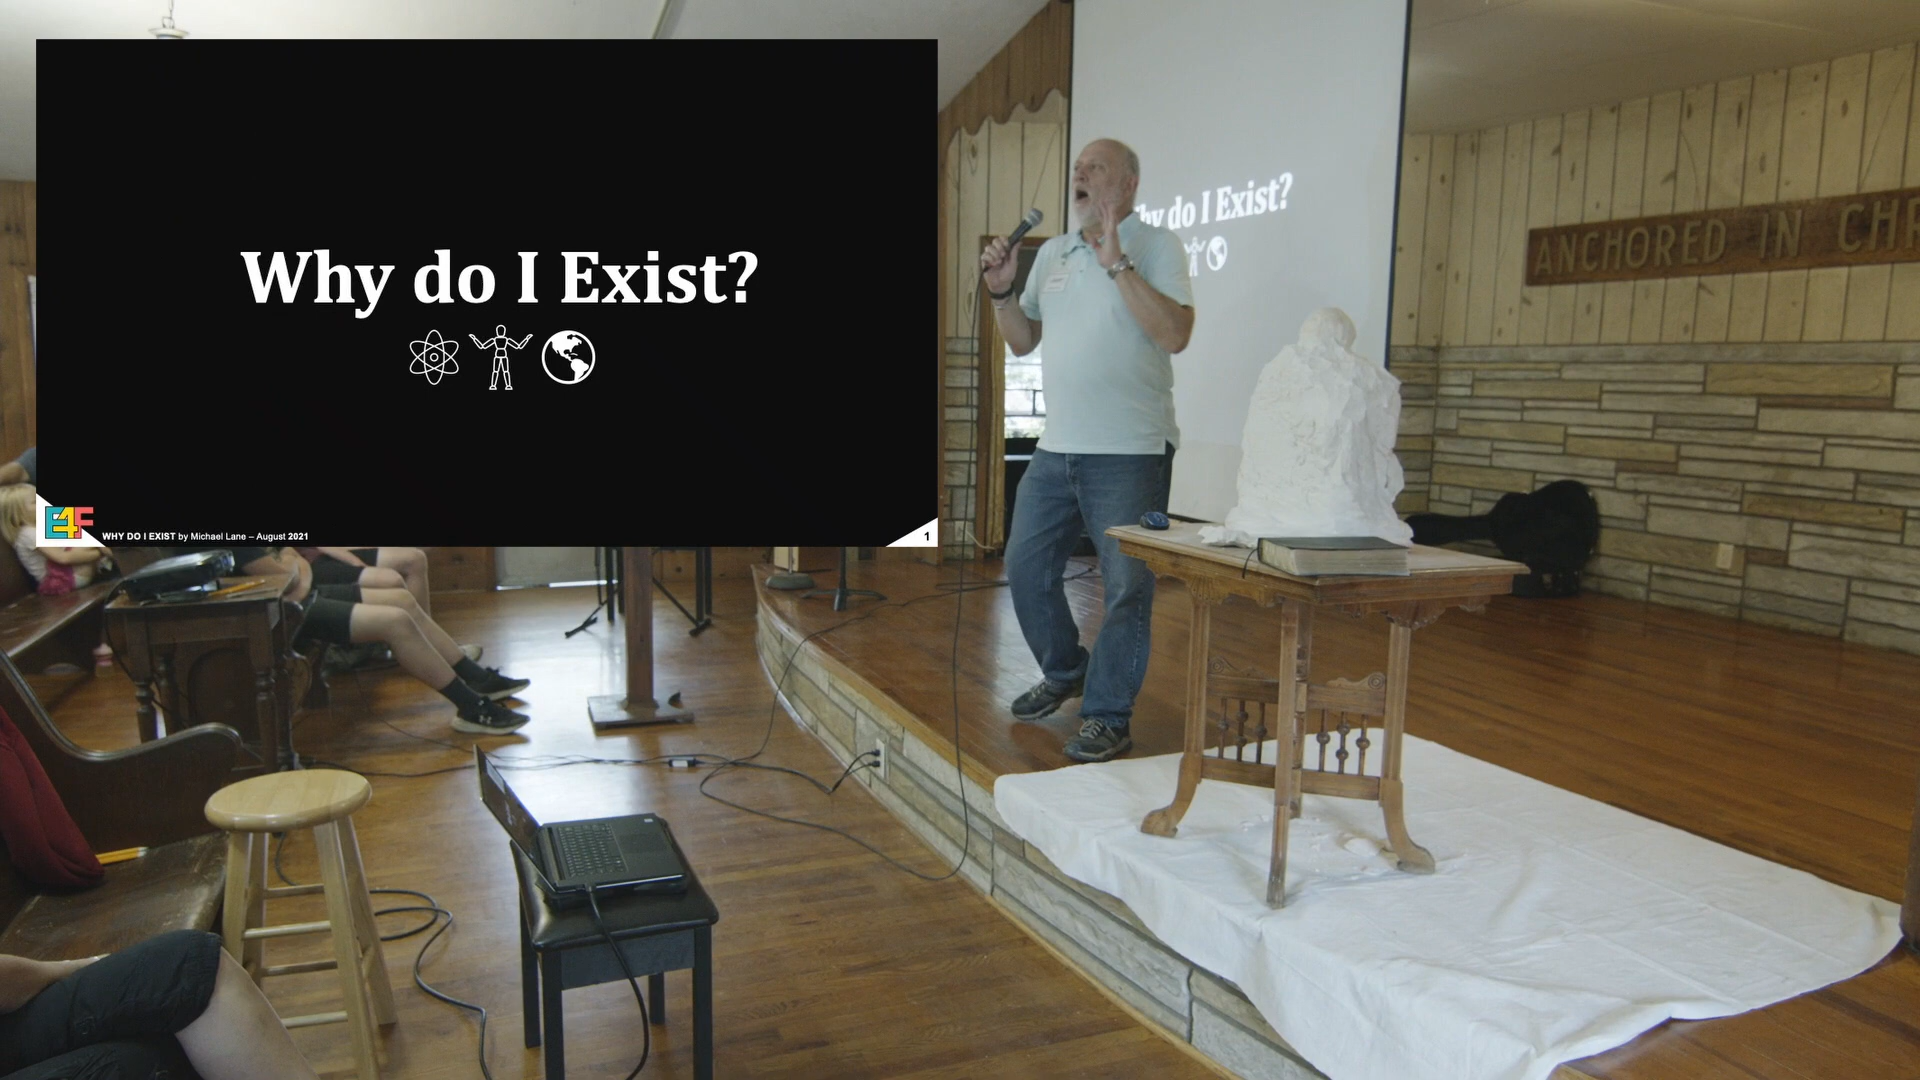 Why do I Exist?
E4F
WHY DO I EXIST by Michael Lane – August 2021
1
hy do I Exist?
ANCHORED IN CHR